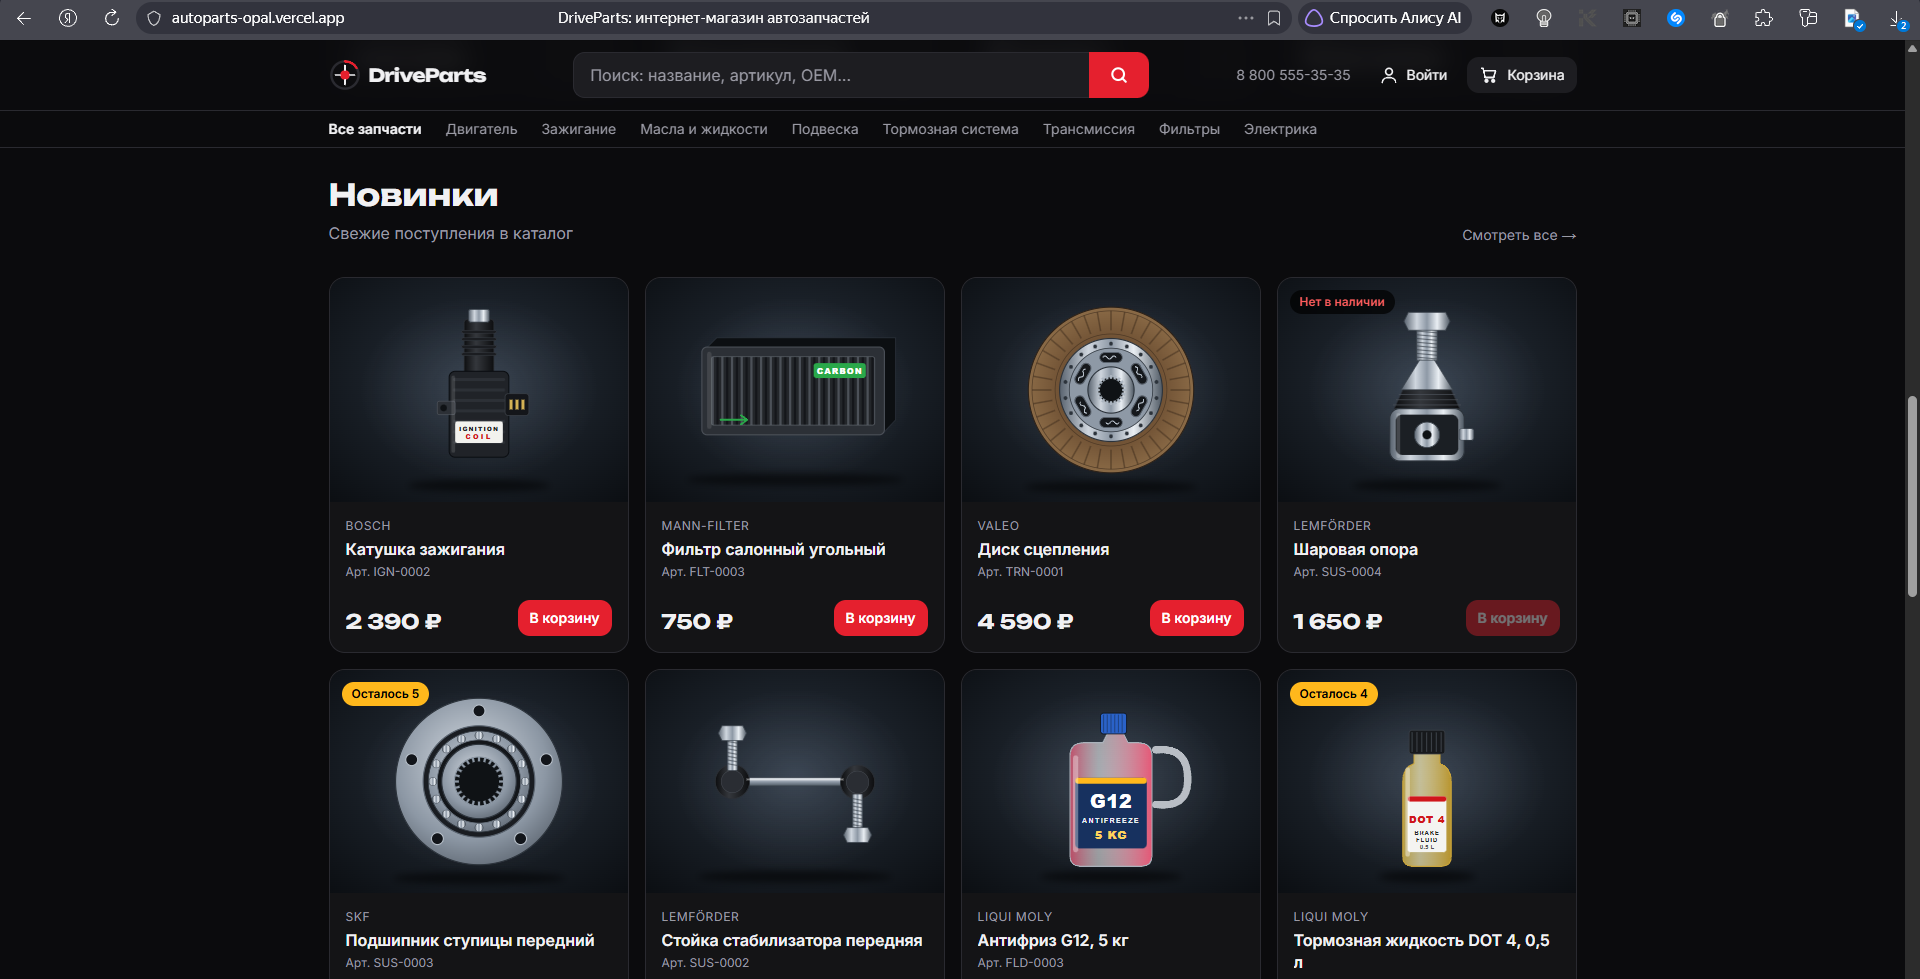 autoparts-opal.vercel.app
DriveParts: интернет-магазин автозапчастей
Спросить Алису AI
2
DriveParts
Поиск: название, артикул, OEM...
8 800 555-35-35
Войти
Корзина
Все запчасти
Двигатель
Зажигание
Масла и жидкости
Подвеска
Тормозная система
Трансмиссия
Фильтры
Электрика
Новинки
Свежие поступления в каталог
Смотреть все →
IGNITION
COIL
CARBON
Нет в наличии
BOSCH
Катушка зажигания
Арт. IGN-0002
2 390 ₽
В корзину
MANN-FILTER
Фильтр салонный угольный
Арт. FLT-0003
750 ₽
В корзину
VALEO
Диск сцепления
Арт. TRN-0001
4 590 ₽
В корзину
LEMFÖRDER
Шаровая опора
Арт. SUS-0004
1 650 ₽
В корзину
Осталось 5
G12
ANTIFREEZE
5 KG
Осталось 4
DOT 4
BRAKE
FLUID
0.5 L
SKF
Подшипник ступицы передний
Арт. SUS-0003
LEMFÖRDER
Стойка стабилизатора передняя
Арт. SUS-0002
LIQUI MOLY
Антифриз G12, 5 кг
Арт. FLD-0003
LIQUI MOLY
Тормозная жидкость DOT 4, 0,5
л